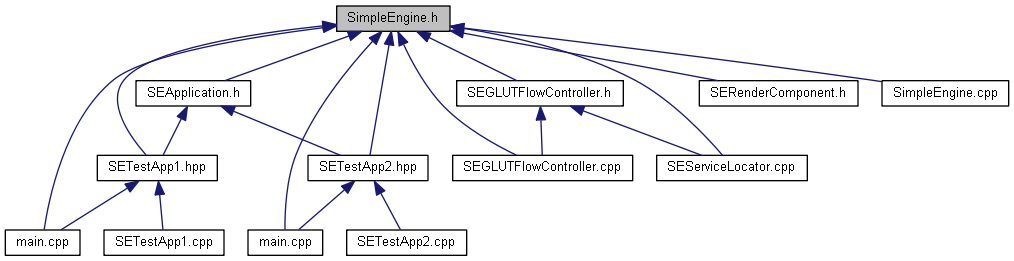 SimpleEngine.h
SEApplication.h
SEGLUTFlowController.h
SERenderComponent.h
SimpleEngine.cpp
SETestApp1.hpp
SETestApp2.hpp
SEGLUTFlowController.cpp
SEServiceLocator.cpp
main.cpp
SETestApp1.cpp
main.cpp
SETestApp2.cpp